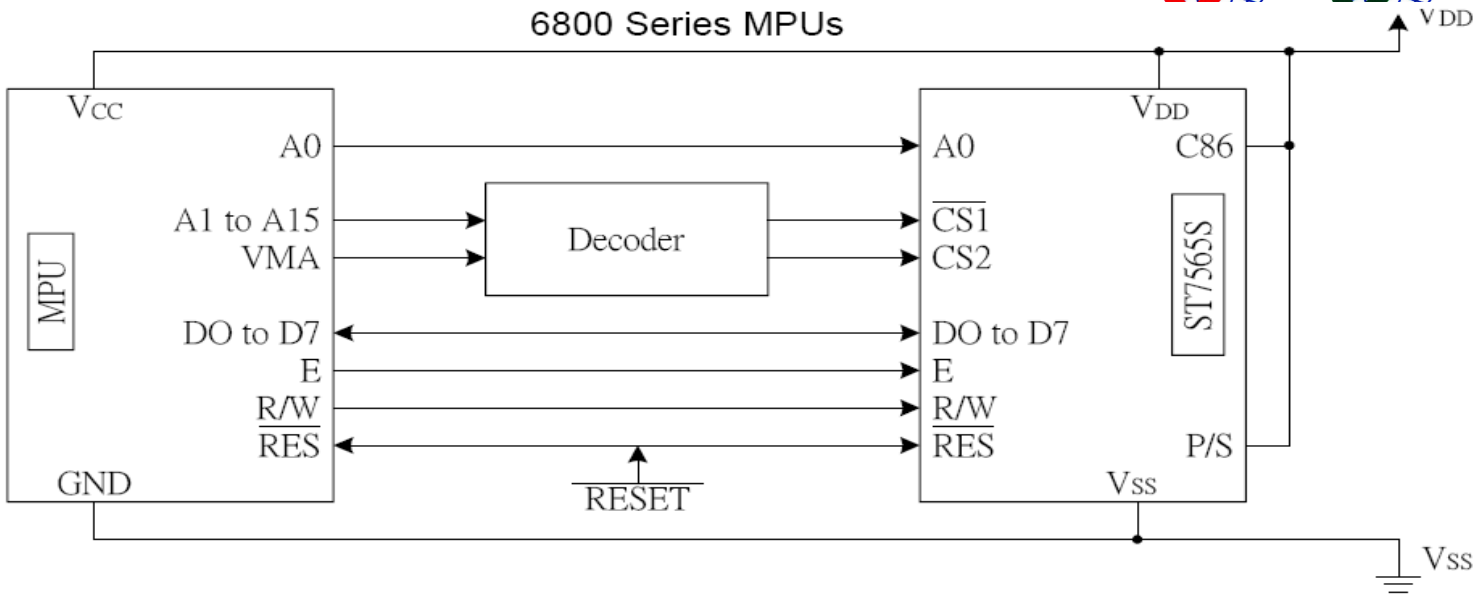 6800 Series MPUs
VDD
VCC
VDD
A0
A0
C86
A1 to A15
CS1
VMA
Decoder
CS2
MPU
ST7565S
DO to D7
DO to D7
E
E
R/W
R/W
RES
RES
P/S
GND
RESET
VSS
VSS